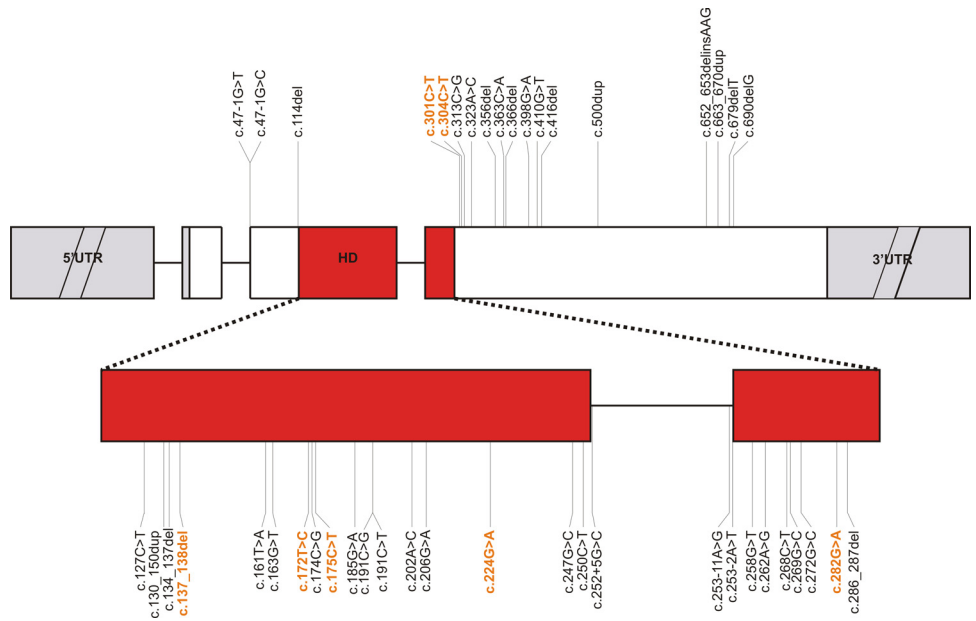 c.47-1G>T
c.47-1G>C
c.114del
c.301C>T
c.304C>T
c.313C>G
c.323A>C
c.356del
c.363C>A
c.366del
c.398G>A
c.410G>T
c.416del
c.500dup
c.652_653delinsAAG
c.663_670dup
c.679delT
c.690delG
5'UTR
HD
3'UTR
c.127C>T
c.130_150dup
c.134_137del
c.137_138del
c.161T>A
c.163G>T
c.172T>C
c.174C>G
c.175C>T
c.185G>A
c.191C>G
c.191C>T
c.202A>C
c.206G>A
c.224G>A
c.247G>C
c.250C>T
c.252+5G>C
c.253-11A>G
c.253-2A>T
c.258G>T
c.262A>G
c.268C>T
c.269G>C
c.272G>C
c.282G>A
c.286_287del